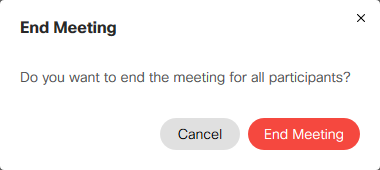 End Meeting
Do you want to end the meeting for all participants?
Cancel
End Meeting